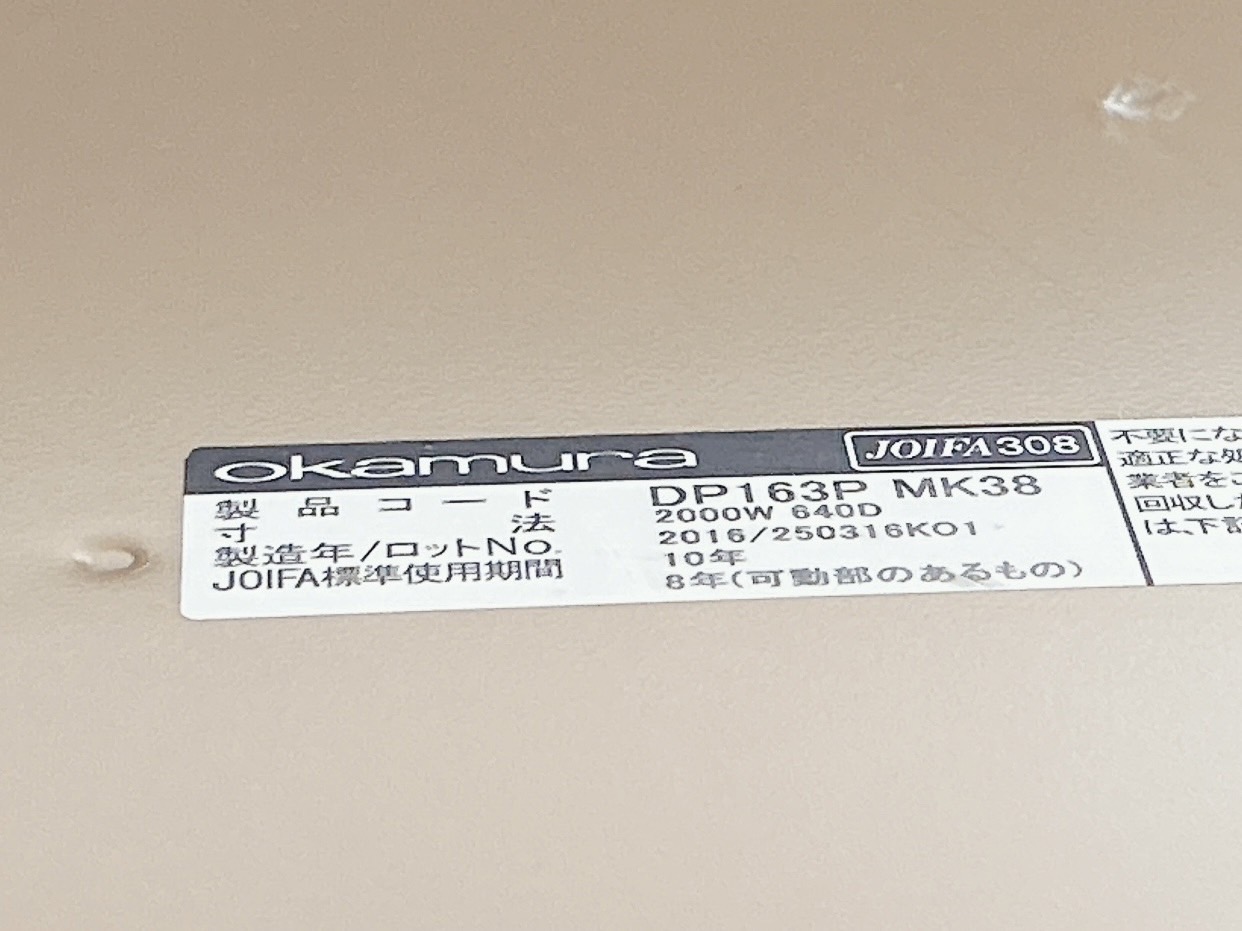 okamura JOIFA308
製品コード DP163P MK38
寸法 2000W 640D
製造年/ロットNo. 2016/250316KO1
JOIFA標準使用期間 10年
8年(可動部のあるもの)
不要にな
適正な処
業者をご
回収し
は、下記